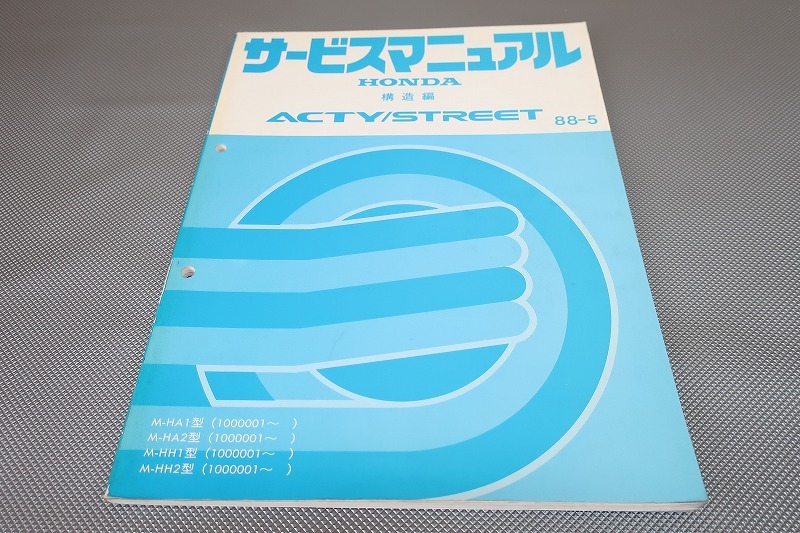 サービスマニュアル
HONDA
構造編
ACTY/STREET 88-5
M-HA1型 (1000001～ )
M-HA2型 (1000001～ )
M-HH1型 (1000001～ )
M-HH2型 (1000001～ )